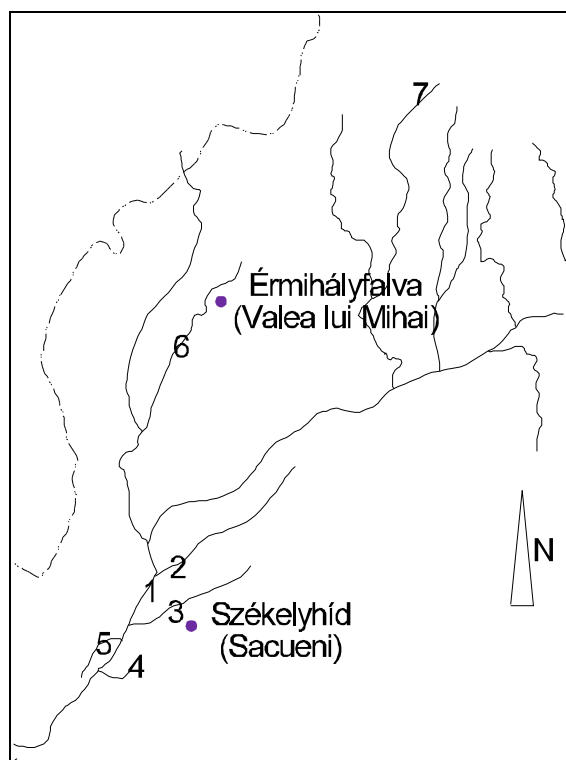 7
Érmihályfalva
(Valea lui Mihai)
6
N
2
1
3
Székelyhíd
(Sacueni)
5
4